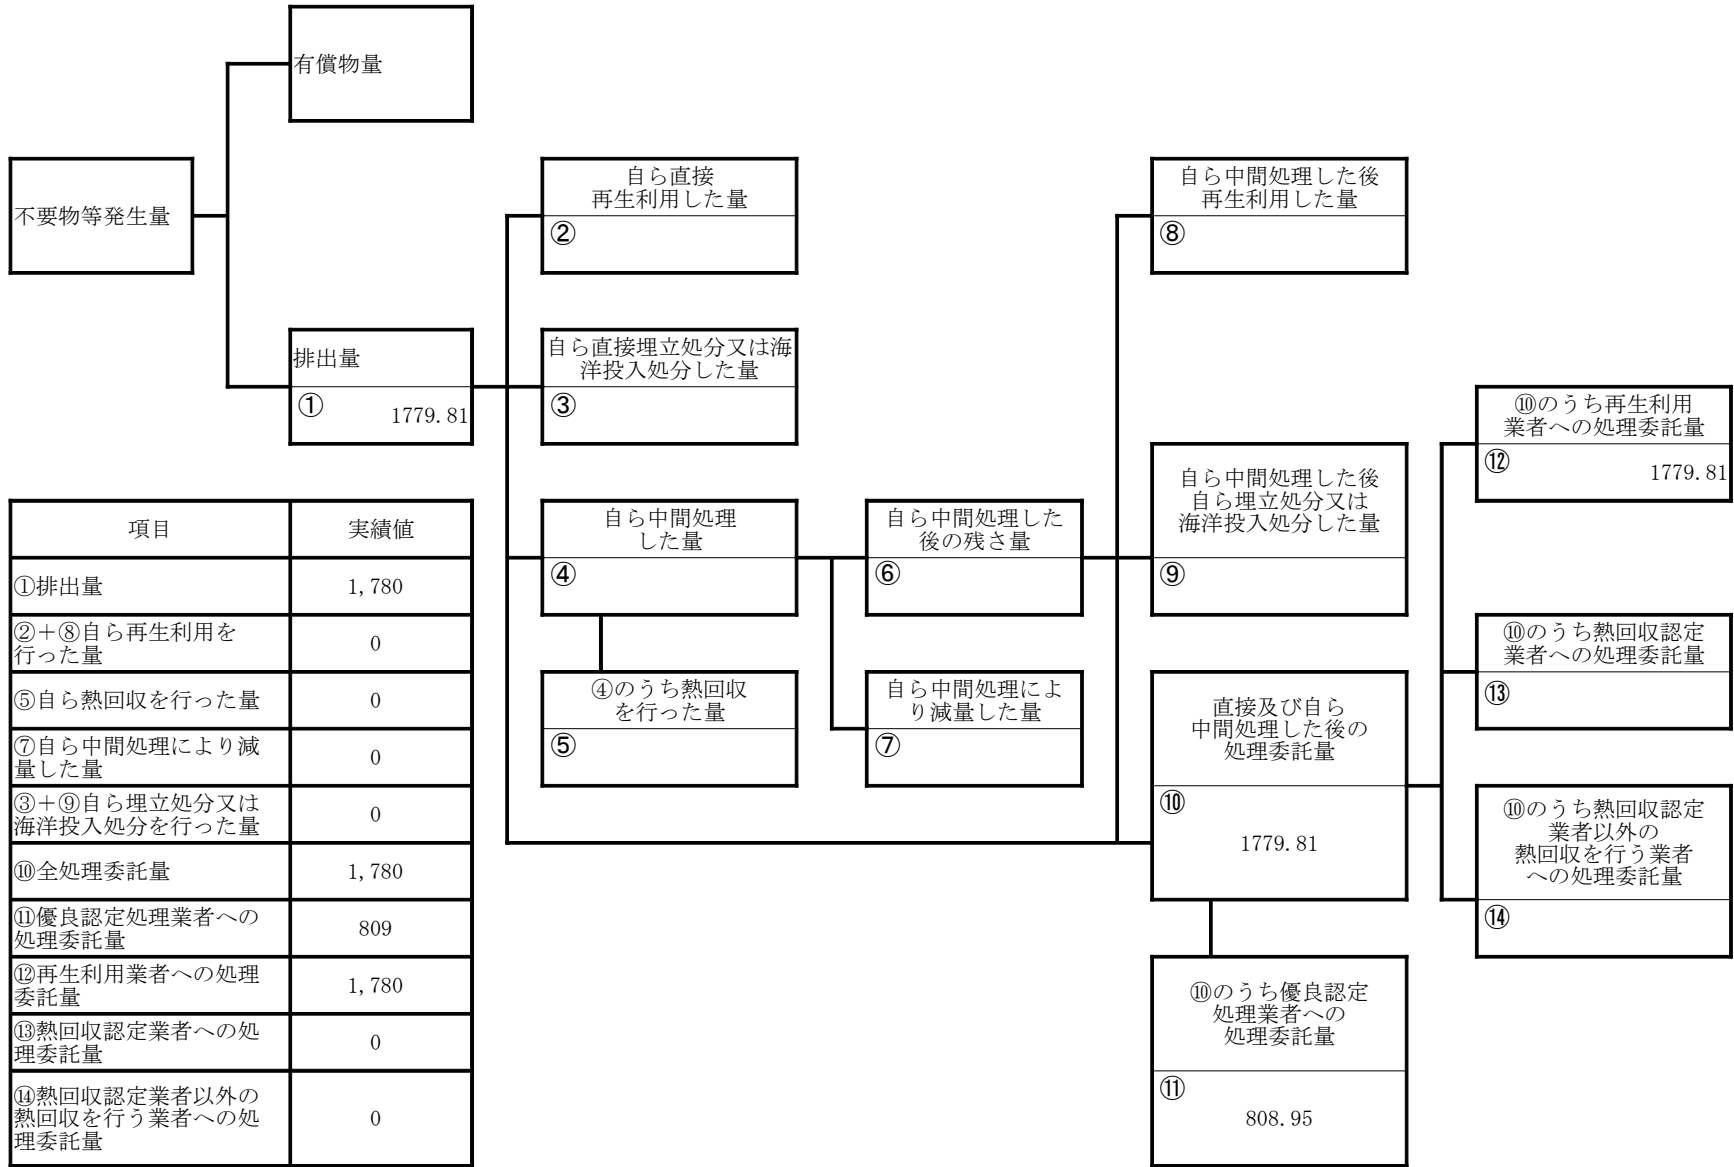 有償物量
不要物等発生量
自ら直接
再生利用した量
②
自ら中間処理した後
再生利用した量
⑧
排出量
①
1779.81
自ら直接埋立処分又は海
洋投入処分した量
③
⑩のうち再生利用
業者への処理委託量
⑫
1779.81
自ら中間処理
した量
④
自ら中間処理した
後の残さ量
⑥
自ら中間処理した後
自ら埋立処分又は
海洋投入処分した量
⑨
⑩のうち熱回収認定
業者への処理委託量
⑬
④のうち熱回収
を行った量
⑤
自ら中間処理によ
り減量した量
⑦
直接及び自ら
中間処理した後の
処理委託量
⑩
1779.81
⑩のうち熱回収認定
業者以外の
熱回収を行う業者
への処理委託量
⑭
⑩のうち優良認定
処理業者への
処理委託量
⑪
808.95
項目 実績値
①排出量 1,780
②+⑧自ら再生利用を
行った量 0
⑤自ら熱回収を行った量 0
⑦自ら中間処理により減
量した量 0
③+⑨自ら埋立処分又は
海洋投入処分を行った量 0
⑩全処理委託量 1,780
⑪優良認定処理業者への
処理委託量 809
⑫再生利用業者への処理
委託量 1,780
⑬熱回収認定業者への処
理委託量 0
⑭熱回収認定業者以外の
熱回収を行う業者への処
理委託量 0